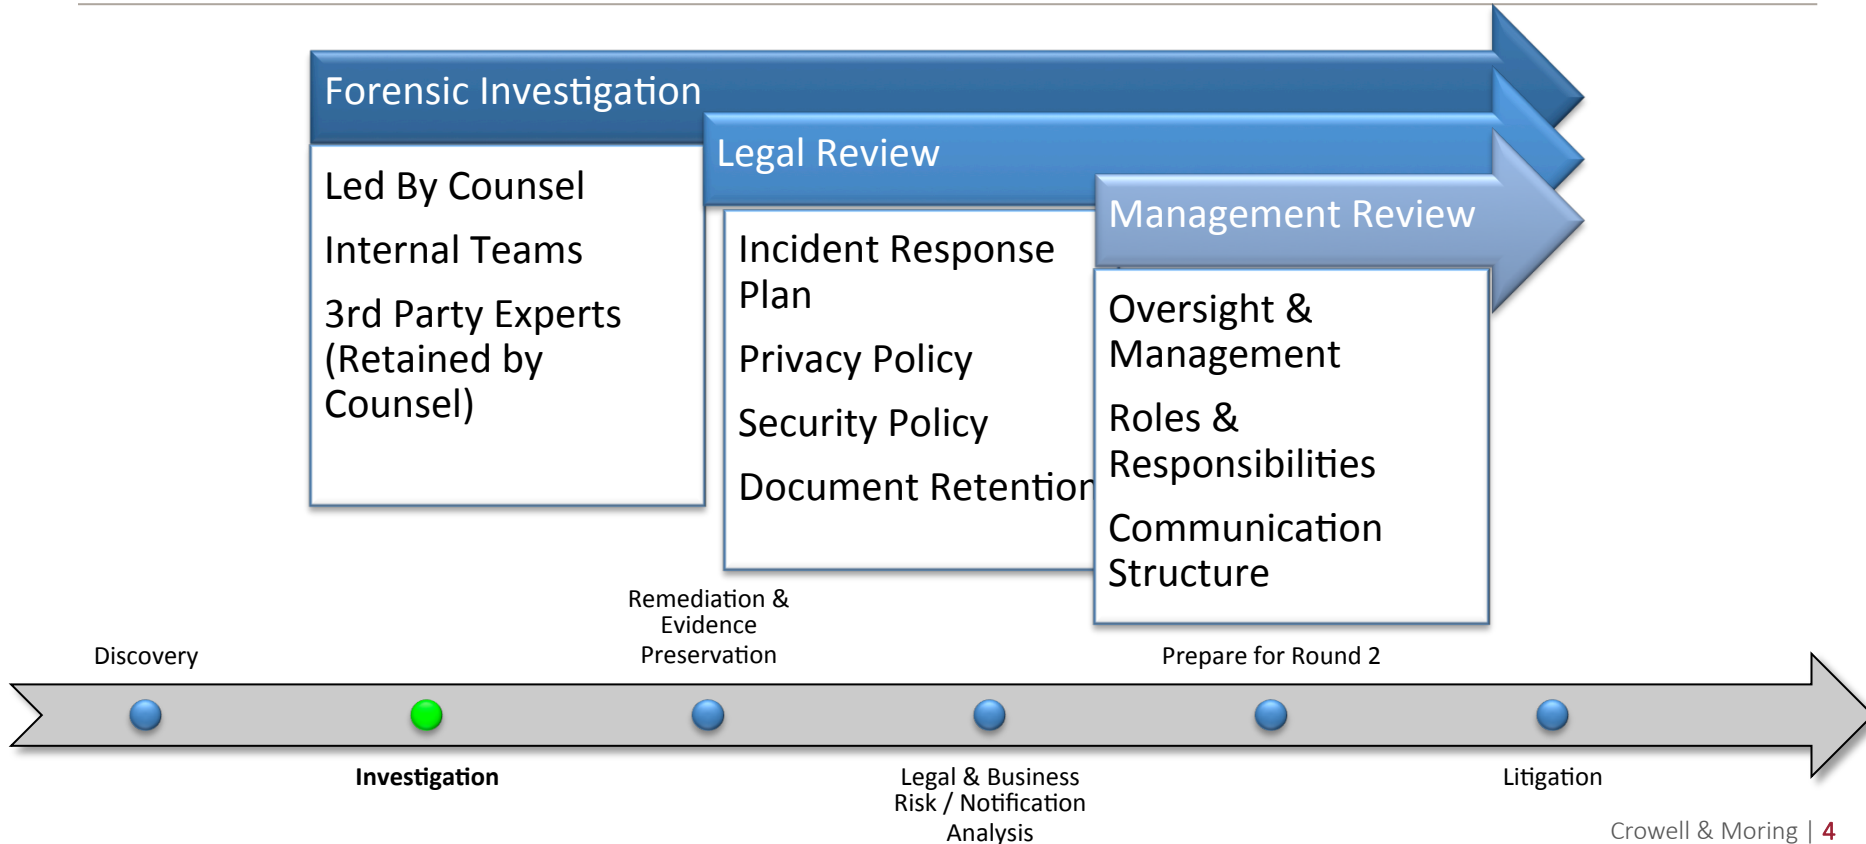 Forensic Investigation
Led By Counsel
Internal Teams
3rd Party Experts
(Retained by
Counsel)
Legal Review
Incident Response
Plan
Privacy Policy
Security Policy
Document Retention
Management Review
Oversight &
Management
Roles &
Responsibilities
Communication
Structure
Discovery
Investigation
Remediation &
Evidence
Preservation
Legal & Business
Risk / Notification
Analysis
Prepare for Round 2
Litigation
Crowell & Moring | 4